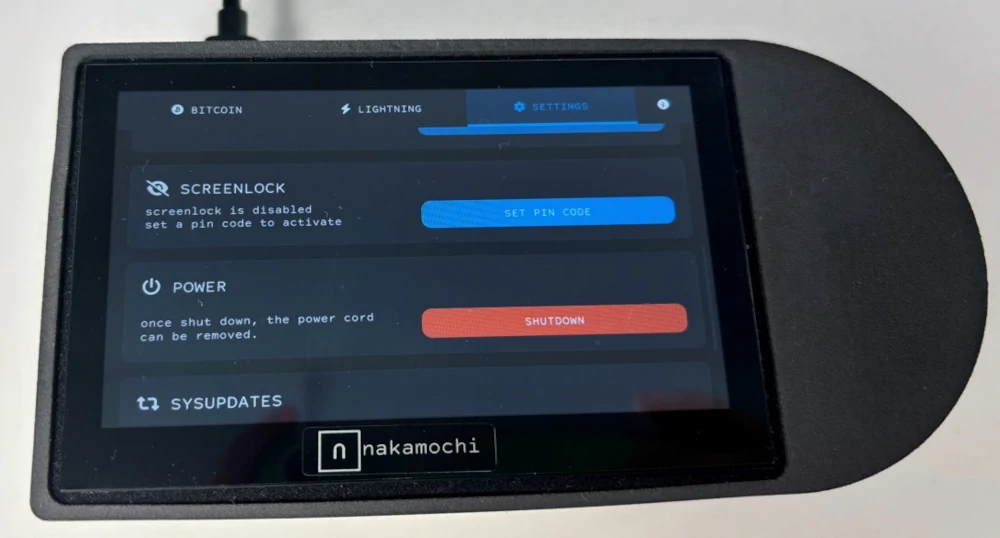 BITCOIN
LIGHTNING
SETTINGS
SCREENLOCK
screenlock is disabled
set a pin code to activate
SET PIN CODE
POWER
once shut down, the power cord
can be removed.
SHUTDOWN
SYSUPDATES
nakamochi